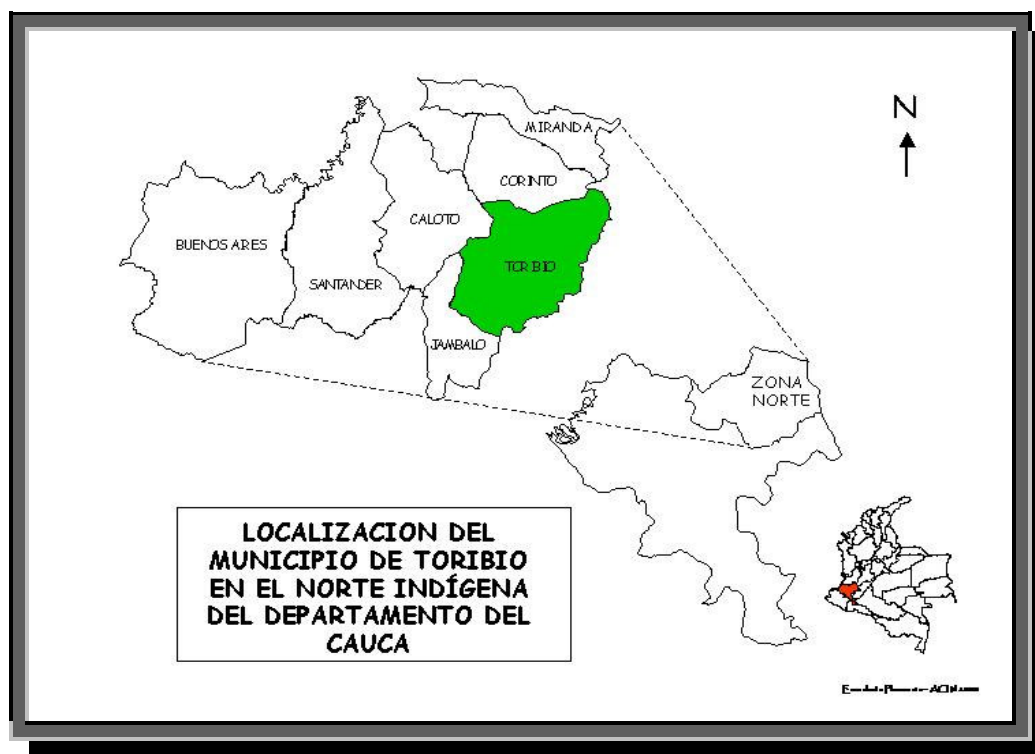 N
MIRANDA
CORINTO
CALOTO
BUENOS ARES
TORIBIO
SANTANDER
JAMBALO
ZONA
NORTE
LOCALIZACION DEL
MUNICIPIO DE TORIBIO
EN EL NORTE INDÍGENA
DEL DEPARTAMENTO DEL
CAUCA